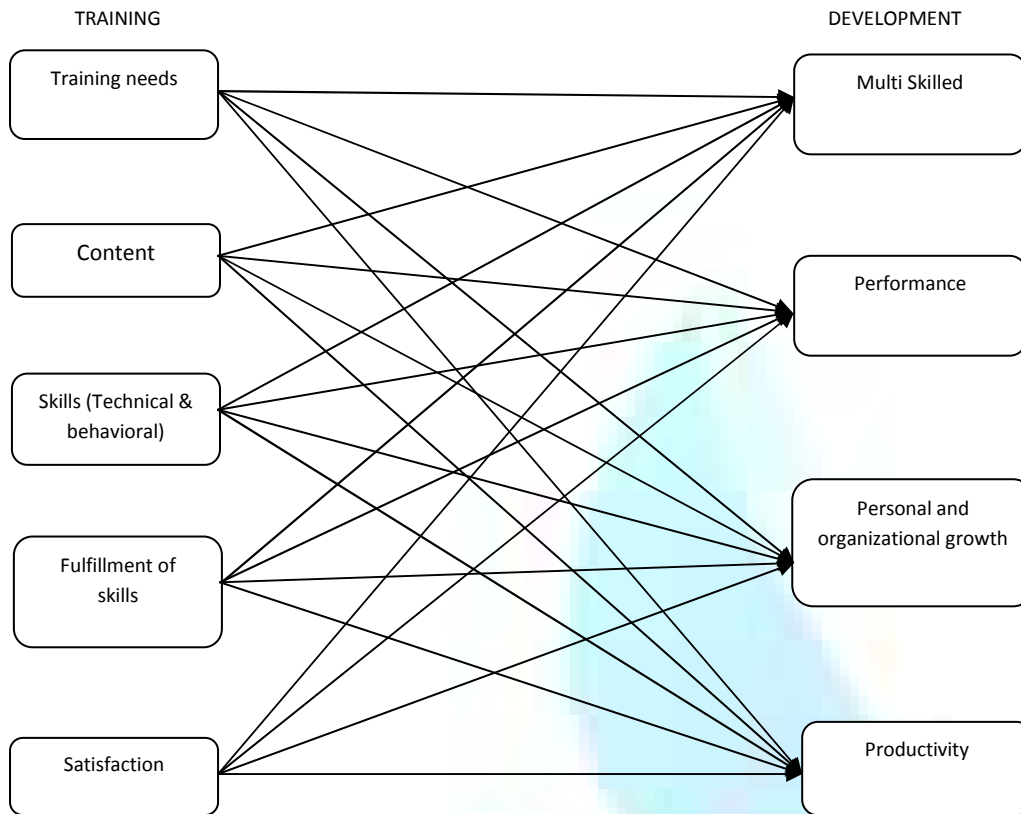 TRAINING
DEVELOPMENT
Training needs
Multi Skilled
Content
Performance
Skills (Technical &
behavioral)
Personal and
organizational growth
Fulfillment of
skills
Satisfaction
Productivity